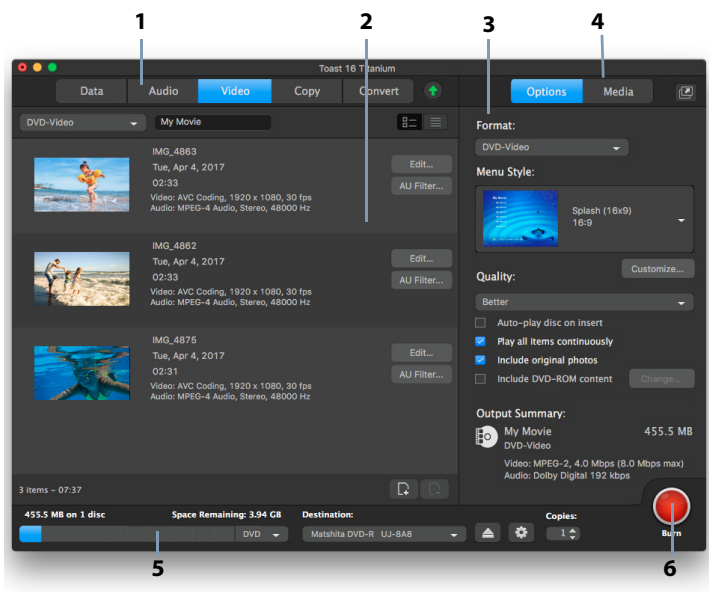 1
2
3
4
Toast 16 Titanium
Data
Audio
Video
Copy
Convert
Options
Media
DVD-Video
My Movie
IMG_4863
Tue, Apr 4, 2017
02:33
Video: AVC Coding, 1920 x 1080, 30 fps
Audio: MPEG-4 Audio, Stereo, 48000 Hz
Edit...
AU Filter...
IMG_4862
Tue, Apr 4, 2017
02:33
Video: AVC Coding, 1920 x 1080, 30 fps
Audio: MPEG-4 Audio, Stereo, 48000 Hz
Edit...
AU Filter...
IMG_4875
Tue, Apr 4, 2017
02:31
Video: AVC Coding, 1920 x 1080, 30 fps
Audio: MPEG-4 Audio, Stereo, 48000 Hz
Edit...
AU Filter...
3 items – 07:37
Format:
DVD-Video
Menu Style:
Splash (16x9)
16:9
Customize...
Quality:
Better
Auto-play disc on insert
Play all items continuously
Include original photos
Include DVD-ROM content
Change...
Output Summary:
My Movie
455.5 MB
DVD-Video
Video: MPEG-2, 4.0 Mbps (8.0 Mbps max)
Audio: Dolby Digital 192 kbps
455.5 MB on 1 disc
Space Remaining: 3.94 GB
Destination:
Copies:
DVD
Matshita DVD-R UJ-8A8
1
Burn
5
6